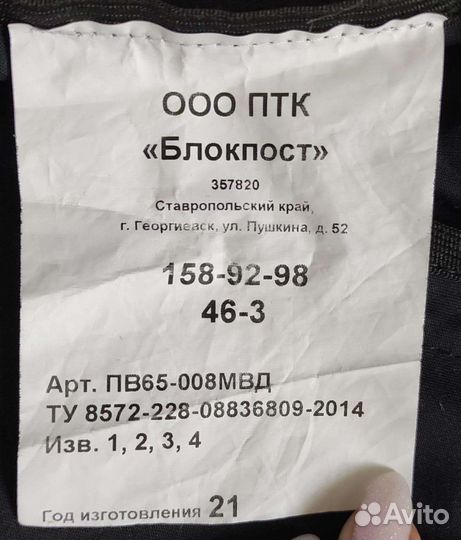 ООО ПТК
«Блокпост»
357820
Ставропольский край,
г. Георгиевск, ул. Пушкина, д. 52
158-92-98
46-3
Арт. ПВ65-008МВД
ТУ 8572-228-08836809-2014
Изв. 1, 2, 3, 4
Год изготовления 21
Avito